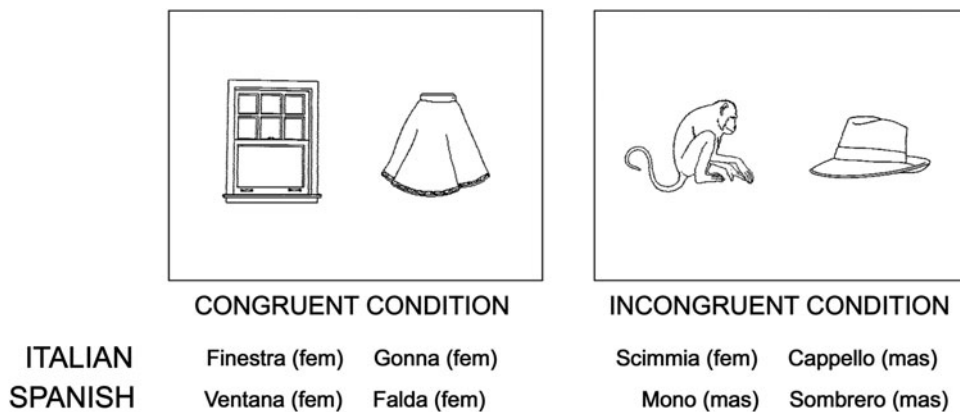 CONGRUENT CONDITION INCONGRUENT CONDITION
ITALIAN Finestra (fem) Gonna (fem) Scimmia (fem) Cappello (mas)
SPANISH Ventana (fem) Falda (fem) Mono (mas) Sombrero (mas)